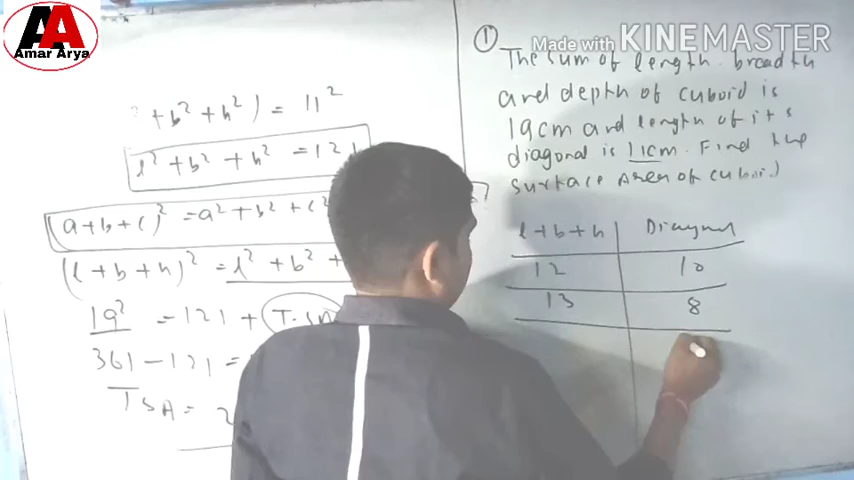 AA
Amar Arya
Made with KINEMASTER
+ b² + h² ) = 11²
l² + b² + h² = 121
(a+b+c)² = a² + b² + c²
(l + b + h)² = l² + b² +
19² = 121 + T.S
361 - 121 =
TSA = 2
①
The sum of length. breadth
and depth of cuboid is
19cm and length of its
diagonal is 11cm. Find the
surface Area of cuboid
l+b+h Diagonal
12 10
13 8